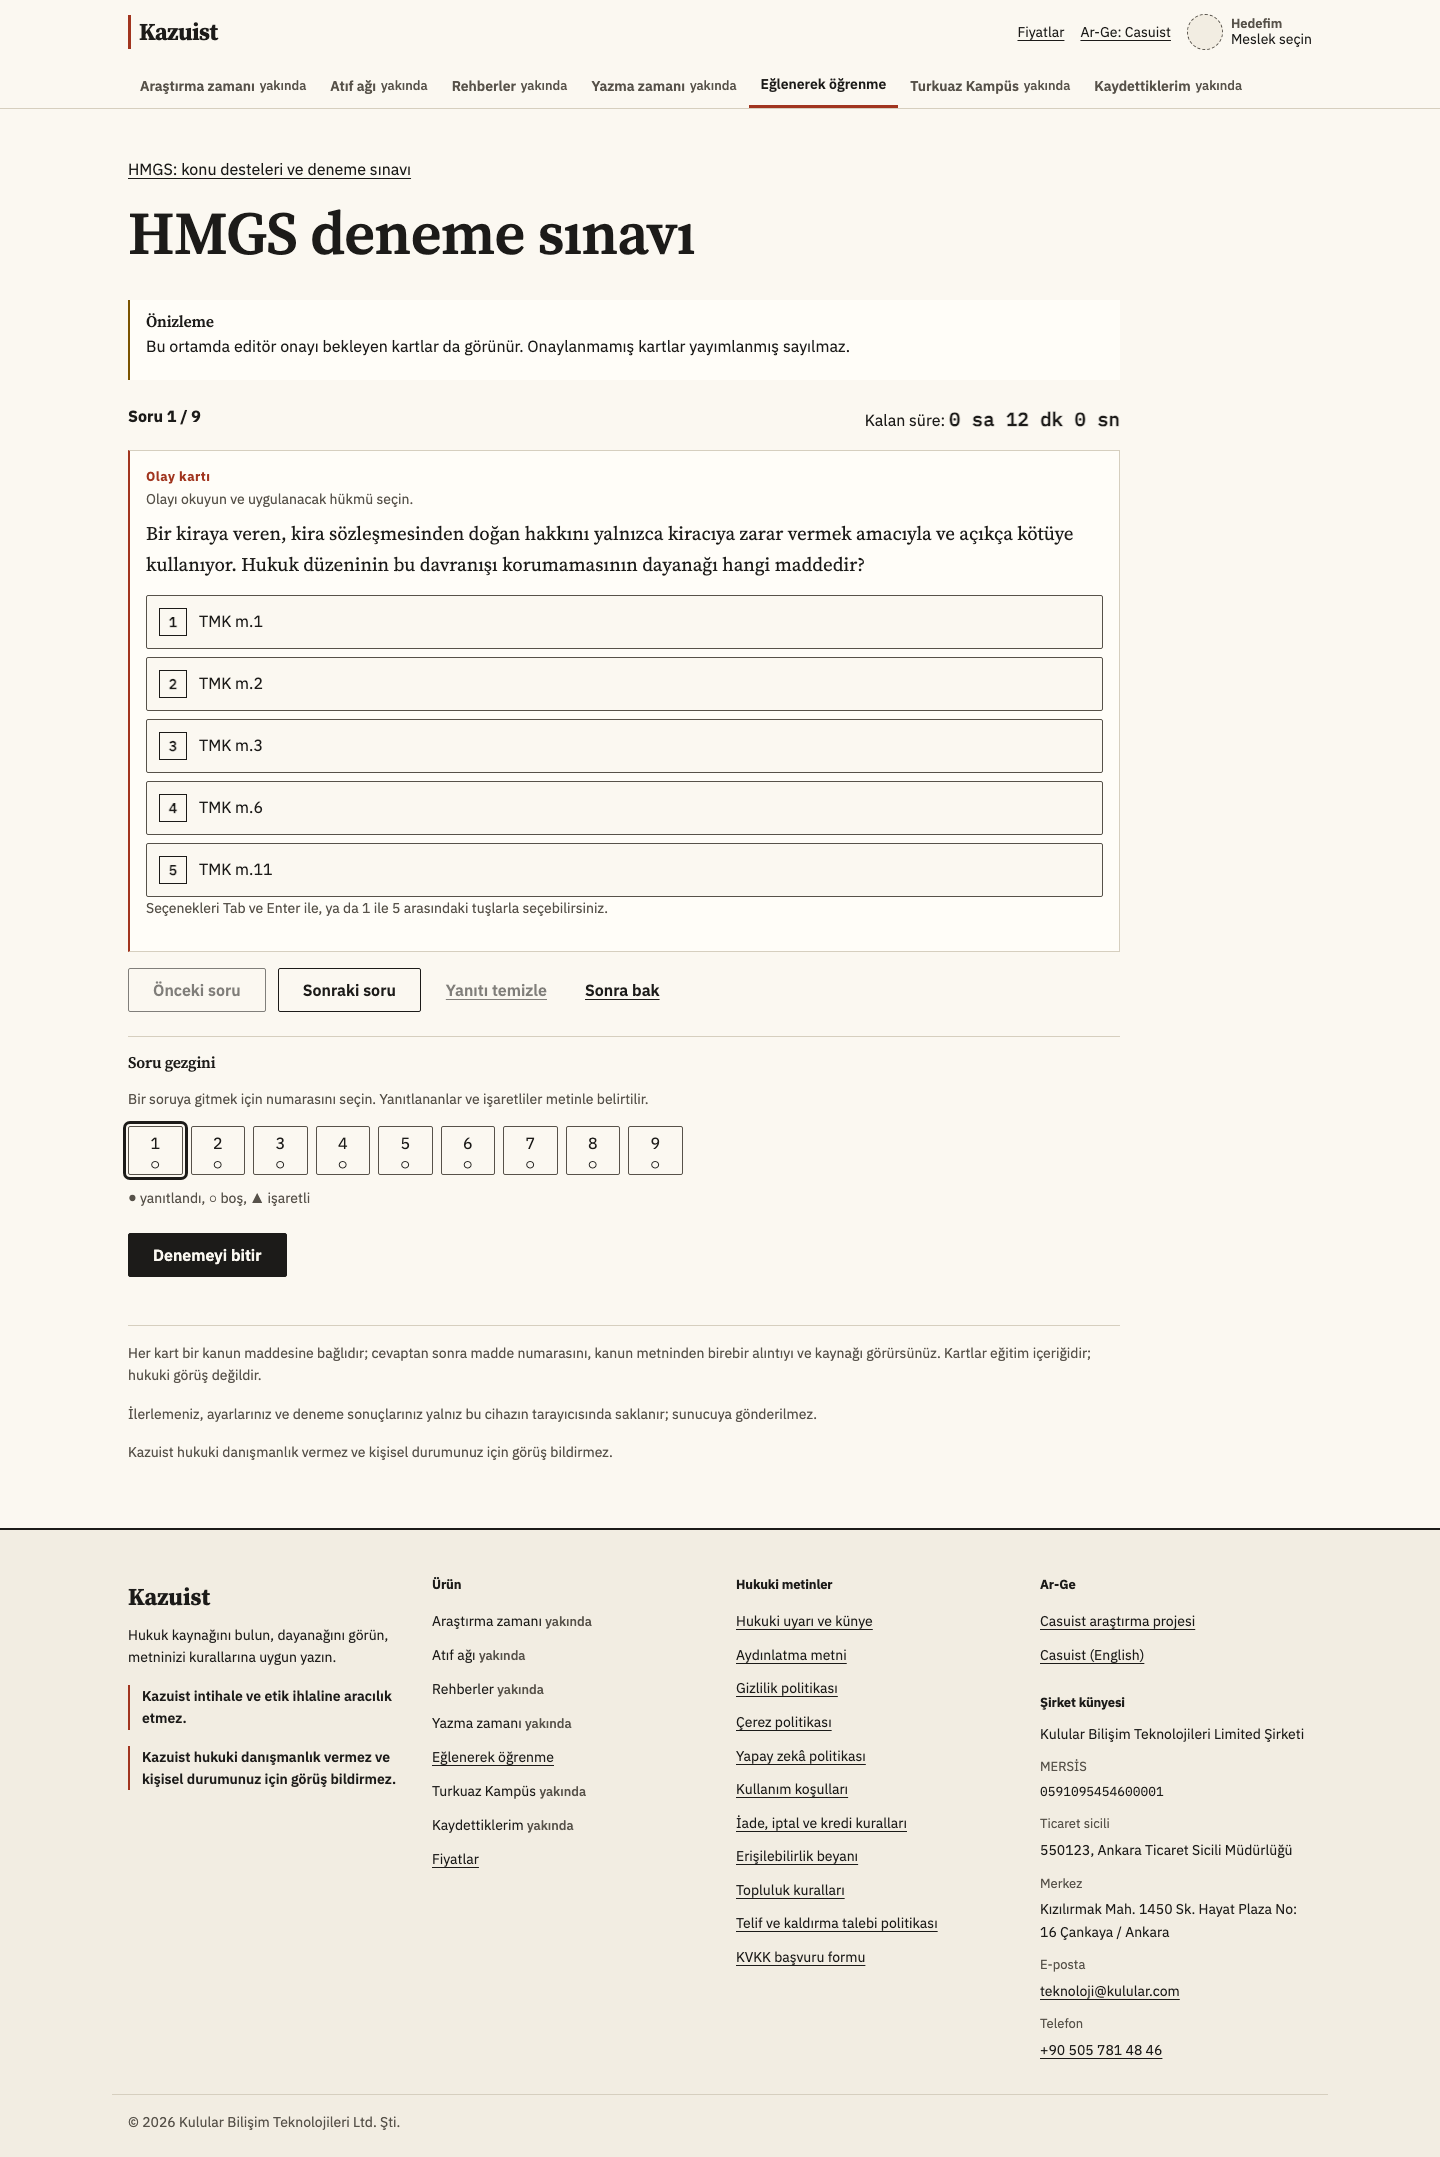 Kazuist
Fiyatlar
Ar-Ge: Casuist
Hedefim
Meslek seçin
Araştırma zamanı yakında
Atıf ağı yakında
Rehberler yakında
Yazma zamanı yakında
Eğlenerek öğrenme
Turkuaz Kampüs yakında
Kaydettiklerim yakında
HMGS: konu desteleri ve deneme sınavı
HMGS deneme sınavı
Önizleme
Bu ortamda editör onayı bekleyen kartlar da görünür. Onaylanmamış kartlar yayımlanmış sayılmaz.
Soru 1 / 9
Kalan süre: 0 sa 12 dk 0 sn
Olay kartı
Olayı okuyun ve uygulanacak hükmü seçin.
Bir kiraya veren, kira sözleşmesinden doğan hakkını yalnızca kiracıya zarar vermek amacıyla ve açıkça kötüye
kullanıyor. Hukuk düzeninin bu davranışı korumamasının dayanağı hangi maddedir?
1 TMK m.1
2 TMK m.2
3 TMK m.3
4 TMK m.6
5 TMK m.11
Seçenekleri Tab ve Enter ile, ya da 1 ile 5 arasındaki tuşlarla seçebilirsiniz.
Önceki soru
Sonraki soru
Yanıtı temizle
Sonra bak
Soru gezgini
Bir soruya gitmek için numarasını seçin. Yanıtlananlar ve işaretliler metinle belirtilir.
1 2 3 4 5 6 7 8 9
○ ○ ○ ○ ○ ○ ○ ○ ○
● yanıtlandı, ○ boş, ▲ işaretli
Denemeyi bitir
Her kart bir kanun maddesine bağlıdır; cevaptan sonra madde numarasını, kanun metninden birebir alıntıyı ve kaynağı görürsünüz. Kartlar eğitim içeriğidir;
hukuki görüş değildir.
İlerlemeniz, ayarlarınız ve deneme sonuçlarınız yalnız bu cihazın tarayıcısında saklanır; sunucuya gönderilmez.
Kazuist hukuki danışmanlık vermez ve kişisel durumunuz için görüş bildirmez.
Kazuist
Hukuk kaynağını bulun, dayanağını görün,
metninizi kurallarına uygun yazın.
Kazuist intihale ve etik ihlaline aracılık
etmez.
Kazuist hukuki danışmanlık vermez ve
kişisel durumunuz için görüş bildirmez.
Ürün
Araştırma zamanı yakında
Atıf ağı yakında
Rehberler yakında
Yazma zamanı yakında
Eğlenerek öğrenme
Turkuaz Kampüs yakında
Kaydettiklerim yakında
Fiyatlar
Hukuki metinler
Hukuki uyarı ve künye
Aydınlatma metni
Gizlilik politikası
Çerez politikası
Yapay zekâ politikası
Kullanım koşulları
İade, iptal ve kredi kuralları
Erişilebilirlik beyanı
Topluluk kuralları
Telif ve kaldırma talebi politikası
KVKK başvuru formu
Ar-Ge
Casuist araştırma projesi
Casuist (English)
Şirket künyesi
Kulular Bilişim Teknolojileri Limited Şirketi
MERSİS
0591095454600001
Ticaret sicili
550123, Ankara Ticaret Sicili Müdürlüğü
Merkez
Kızılırmak Mah. 1450 Sk. Hayat Plaza No:
16 Çankaya / Ankara
E-posta
teknoloji@kulular.com
Telefon
+90 505 781 48 46
© 2026 Kulular Bilişim Teknolojileri Ltd. Şti.